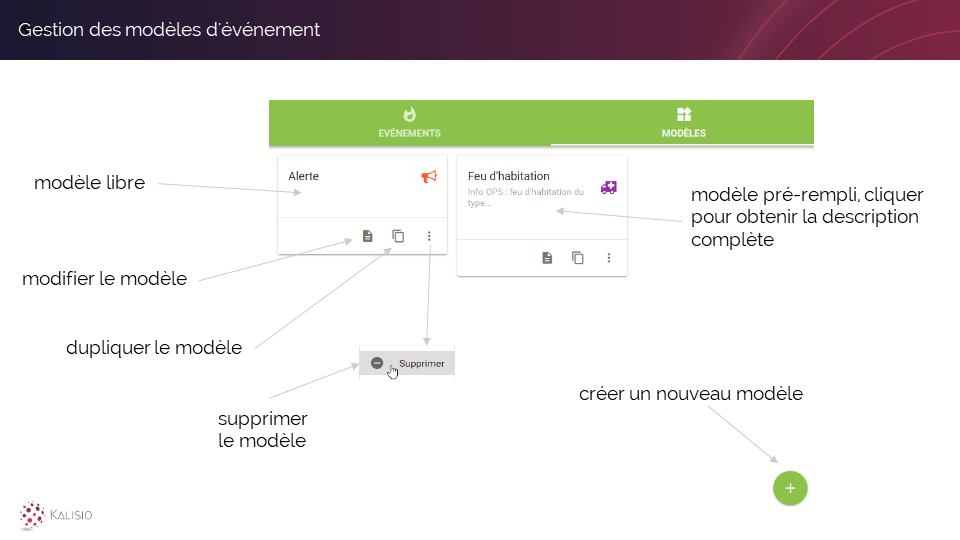 Gestion des modèles d'événement
EVÉNEMENTS
MODÈLES
modèle libre
Alerte
Feu d'habitation
Info OPS : feu d'habitation du
type...
modèle pré-rempli, cliquer
pour obtenir la description
complète
modifier le modèle
dupliquer le modèle
Supprimer
supprimer
le modèle
créer un nouveau modèle
+
KALISIO